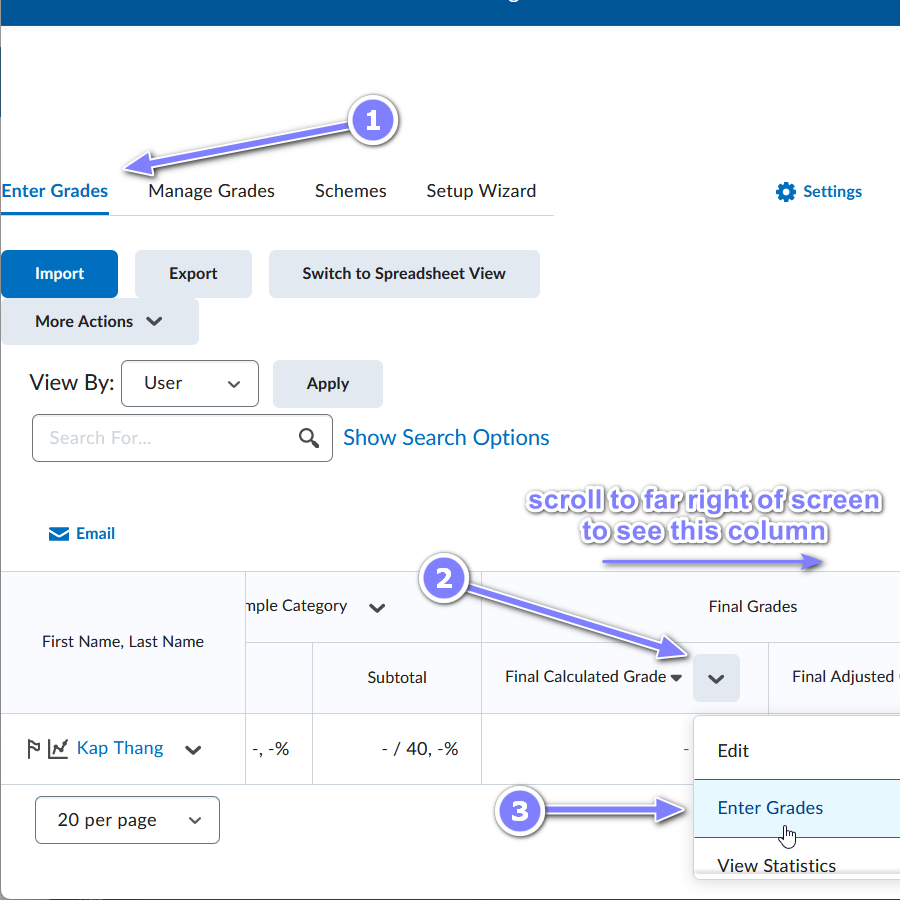 1
Enter Grades Manage Grades Schemes Setup Wizard Settings
Import Export Switch to Spreadsheet View
More Actions
View By: User Apply
Search For... Show Search Options
scroll to far right of screen
to see this column
Email
2
mple Category Final Grades
First Name, Last Name
Subtotal Final Calculated Grade Final Adjusted
Kap Thang -, -% - / 40, -% -
Edit
20 per page
3
Enter Grades
View Statistics